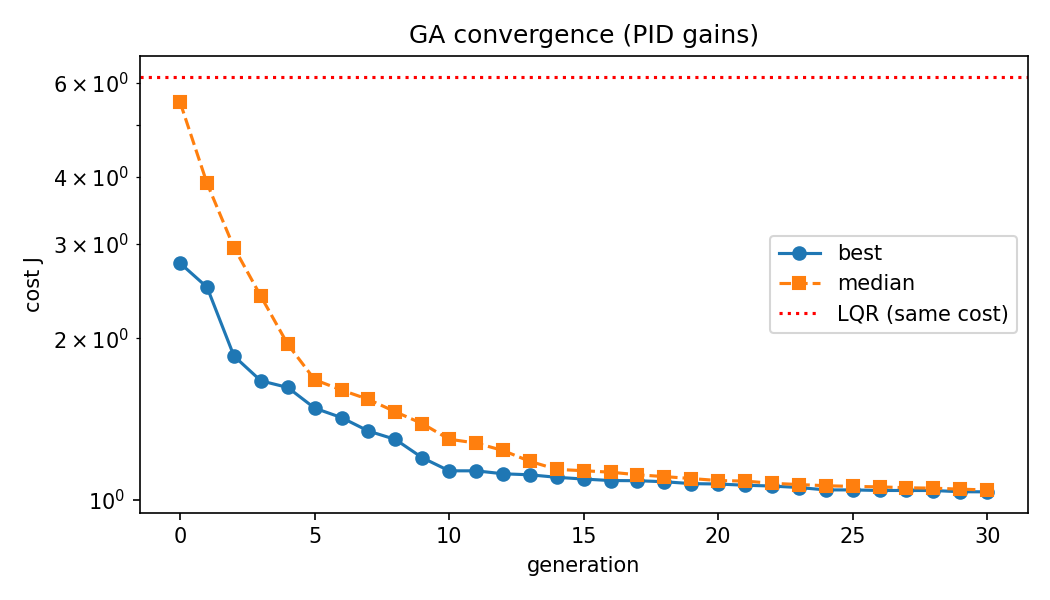 GA convergence (PID gains)
6 × 10⁰
4 × 10⁰
3 × 10⁰
2 × 10⁰
10⁰
cost J
best
median
LQR (same cost)
0 5 10 15 20 25 30
generation